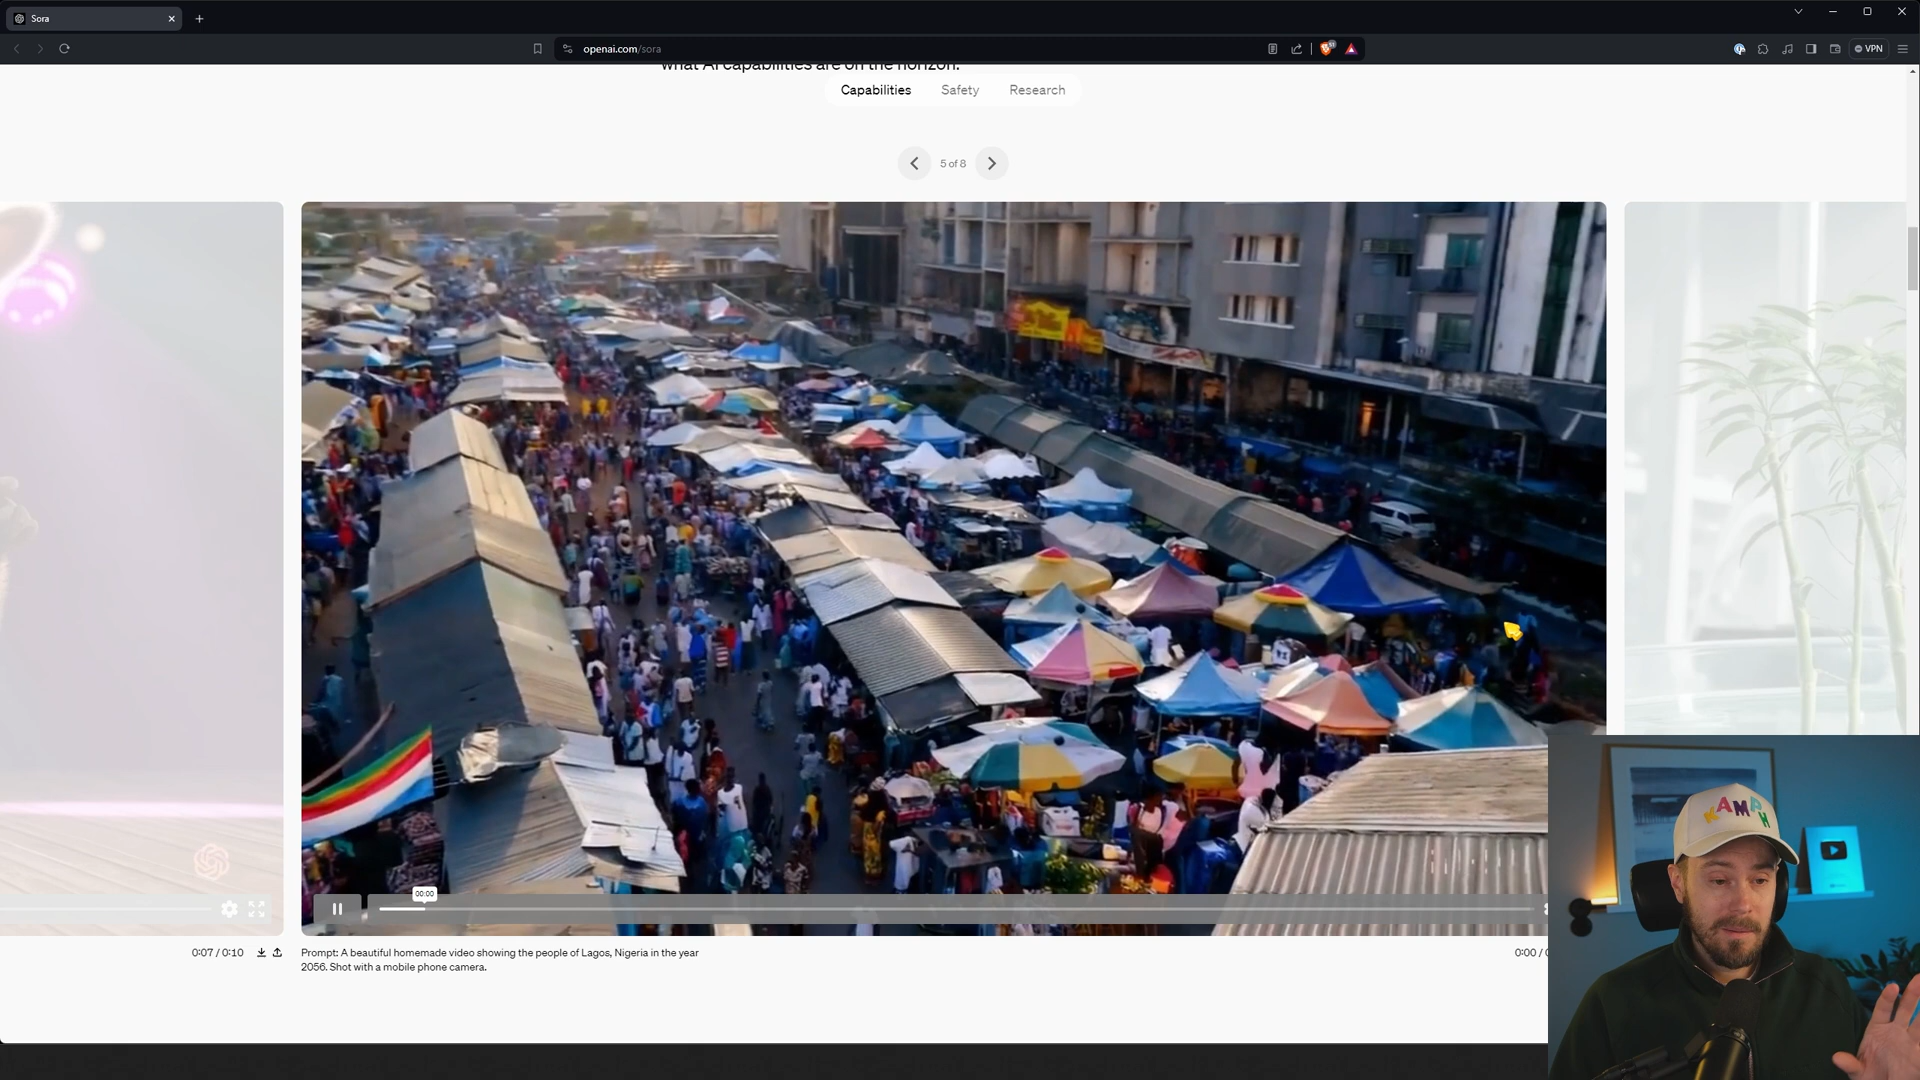 Sora
openai.com/sora
VPN
what AI capabilities are on the horizon.
Capabilities Safety Research
5 of 8
00:00
0:07 / 0:10
Prompt: A beautiful homemade video showing the people of Lagos, Nigeria in the year
2056. Shot with a mobile phone camera.
0:00 /
KAMPH